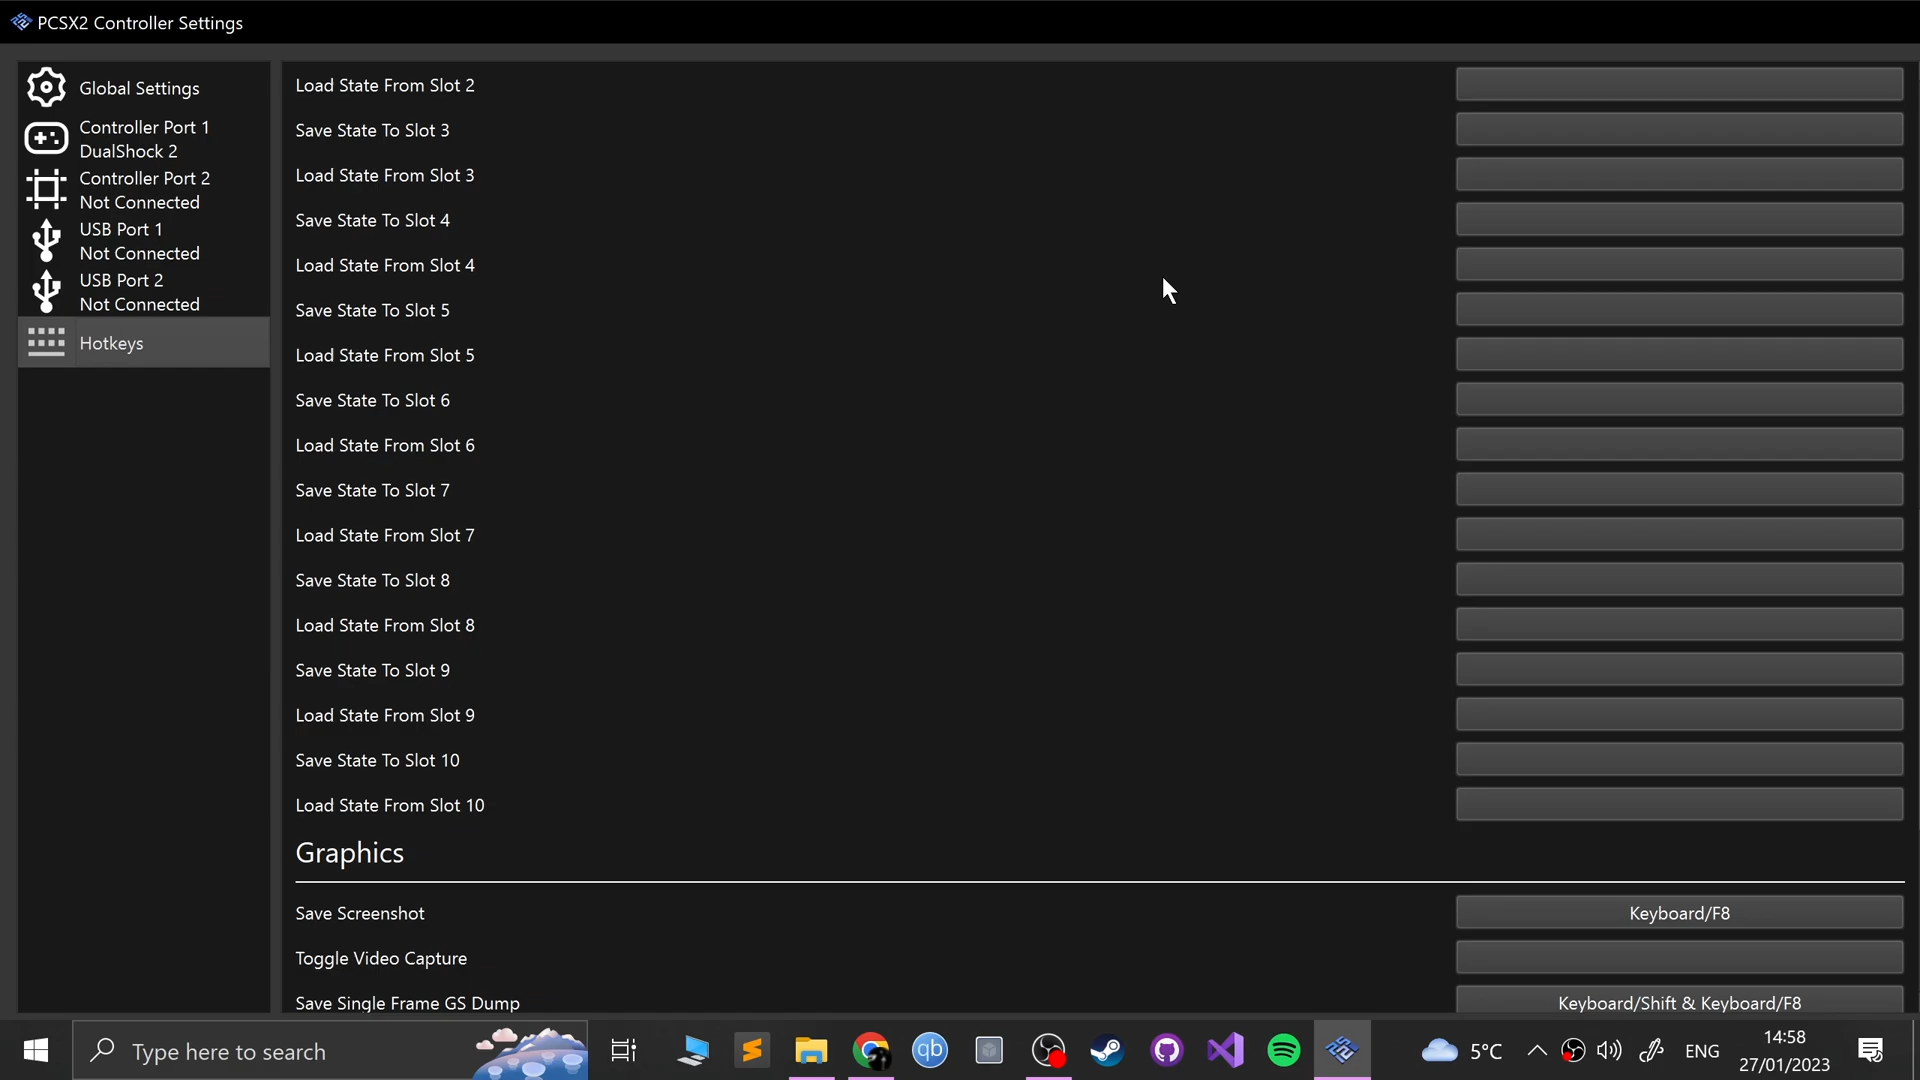 PCSX2 Controller Settings
Global Settings
Controller Port 1
DualShock 2
Controller Port 2
Not Connected
USB Port 1
Not Connected
USB Port 2
Not Connected
Hotkeys
Load State From Slot 2
Save State To Slot 3
Load State From Slot 3
Save State To Slot 4
Load State From Slot 4
Save State To Slot 5
Load State From Slot 5
Save State To Slot 6
Load State From Slot 6
Save State To Slot 7
Load State From Slot 7
Save State To Slot 8
Load State From Slot 8
Save State To Slot 9
Load State From Slot 9
Save State To Slot 10
Load State From Slot 10
Graphics
Save Screenshot Keyboard/F8
Toggle Video Capture
Save Single Frame GS Dump Keyboard/Shift & Keyboard/F8
Type here to search
qb
5°C
ENG
14:58
27/01/2023